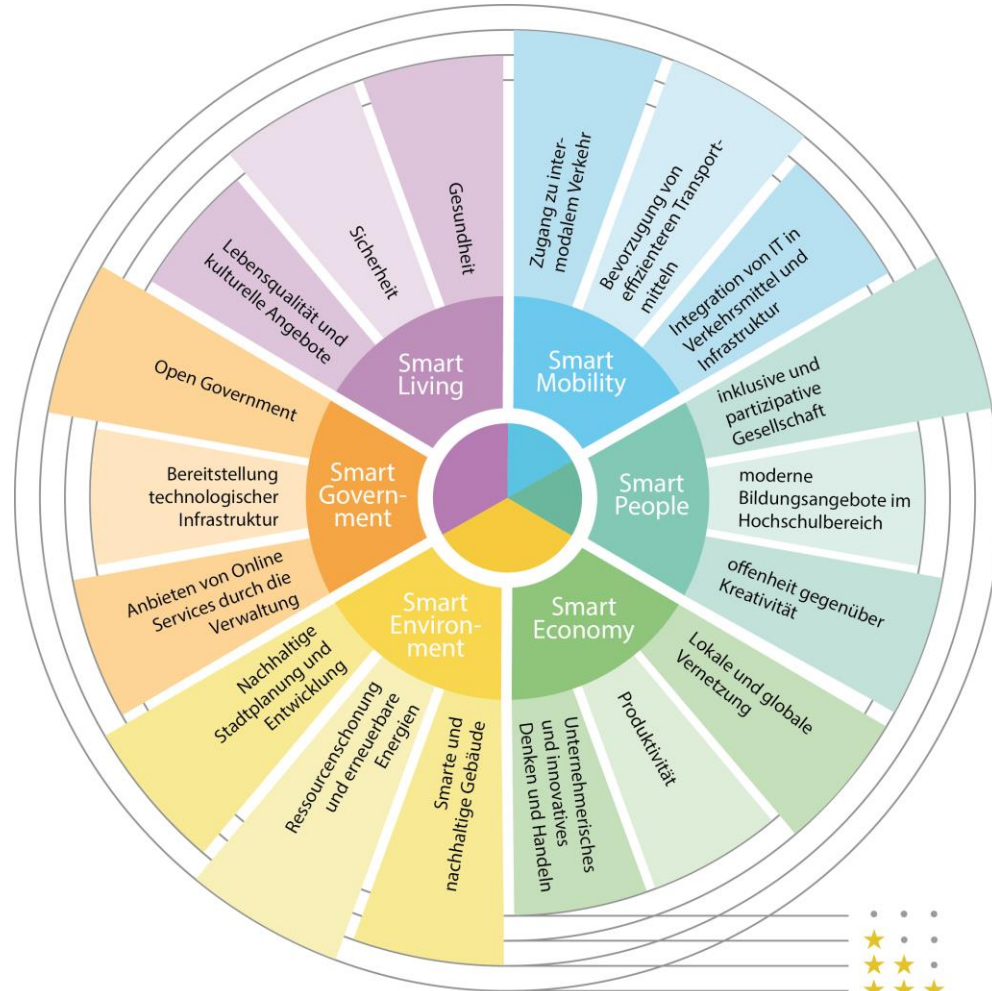 Smart
Living
Lebensqualität und
kulturelle Angebote
Sicherheit
Gesundheit
Smart
Mobility
Zugang zu inter-
modalem Verkehr
Bevorzugung von
effizienteren Transport-
mitteln
Integration von IT in
Verkehrsmittel und
Infrastruktur
Smart
People
inklusive und
partizipative
Gesellschaft
moderne
Bildungsangebote im
Hochschulbereich
offenheit gegenüber
Kreativität
Smart
Economy
Lokale und globale
Vernetzung
Produktivität
Unternehmerisches
und innovatives
Denken und Handeln
Smart
Environ-
ment
Smarte und
nachhaltige Gebäude
Ressourcenschonung
und erneuerbare
Energien
Nachhaltige
Stadtplanung und
Entwicklung
Smart
Govern-
ment
Anbieten von Online
Services durch die
Verwaltung
Bereitstellung
technologischer
Infrastruktur
Open Government